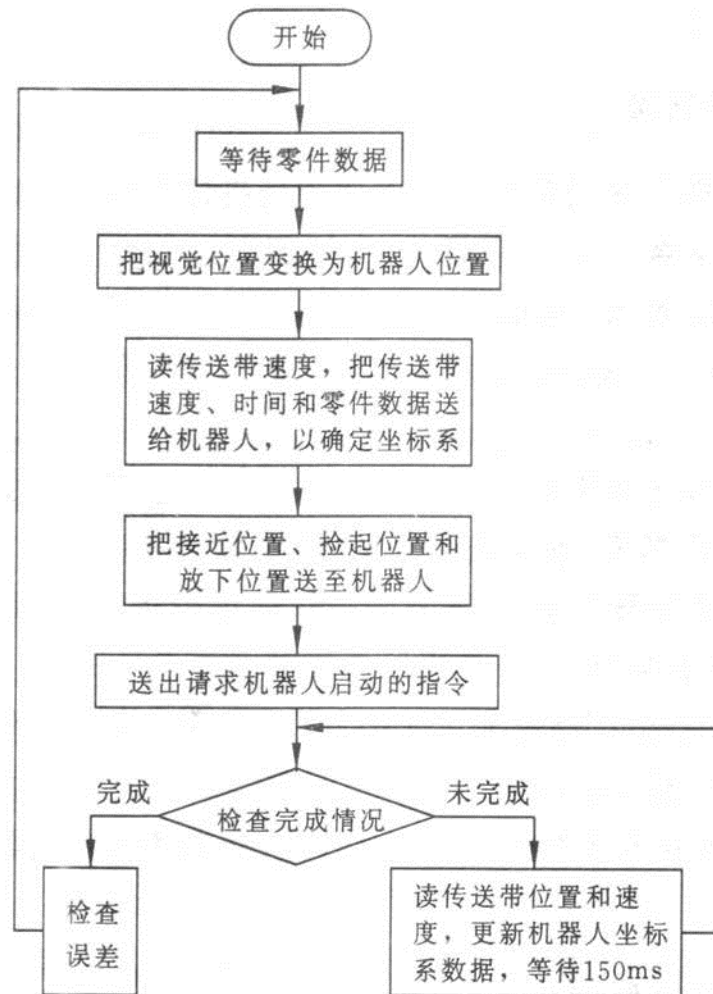 开始
等待零件数据
把视觉位置变换为机器人位置
读传送带速度，把传送带
速度、时间和零件数据送
给机器人，以确定坐标系
把接近位置、捡起位置和
放下位置送至机器人
送出请求机器人启动的指令
完成
未完成
检查完成情况
检查
误差
读传送带位置和速
度，更新机器人坐标
系数据，等待150ms